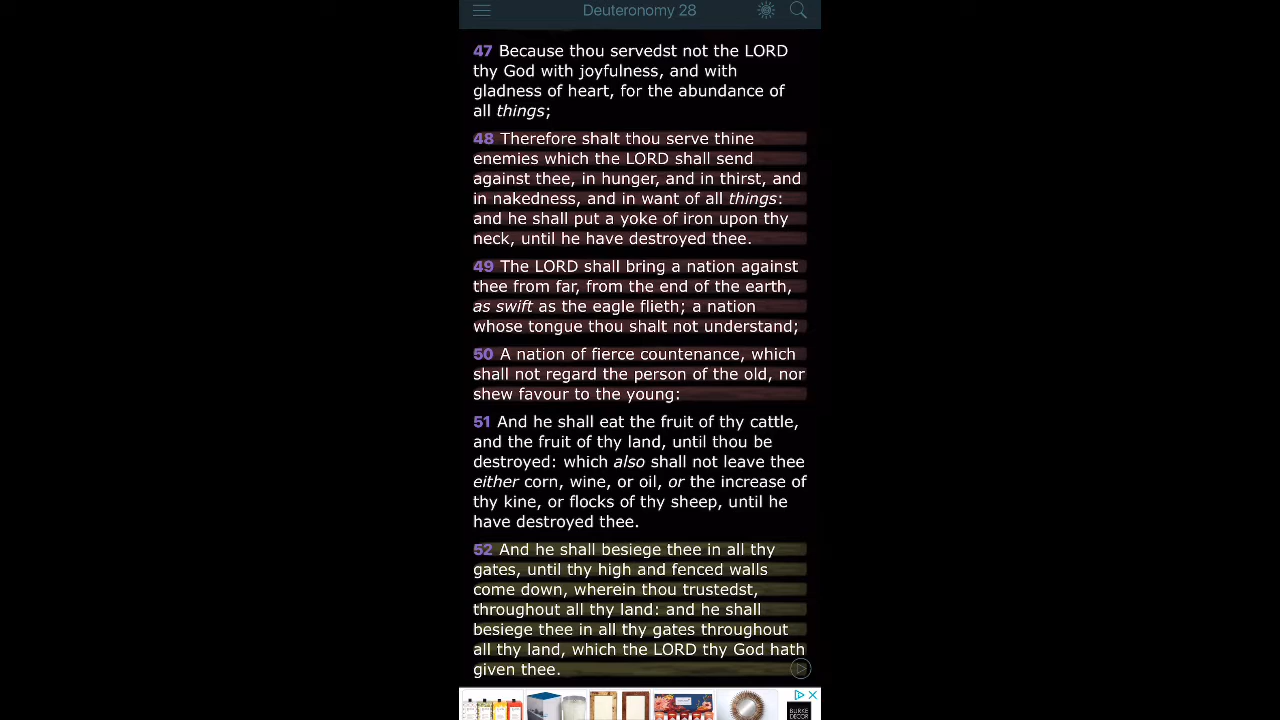 Deuteronomy 28
47 Because thou servedst not the LORD
thy God with joyfulness, and with
gladness of heart, for the abundance of
all things;
48 Therefore shalt thou serve thine
enemies which the LORD shall send
against thee, in hunger, and in thirst, and
in nakedness, and in want of all things:
and he shall put a yoke of iron upon thy
neck, until he have destroyed thee.
49 The LORD shall bring a nation against
thee from far, from the end of the earth,
as swift as the eagle flieth; a nation
whose tongue thou shalt not understand;
50 A nation of fierce countenance, which
shall not regard the person of the old, nor
shew favour to the young:
51 And he shall eat the fruit of thy cattle,
and the fruit of thy land, until thou be
destroyed: which also shall not leave thee
either corn, wine, or oil, or the increase of
thy kine, or flocks of thy sheep, until he
have destroyed thee.
52 And he shall besiege thee in all thy
gates, until thy high and fenced walls
come down, wherein thou trustedst,
throughout all thy land: and he shall
besiege thee in all thy gates throughout
all thy land, which the LORD thy God hath
given thee.
BURKE
DECOR